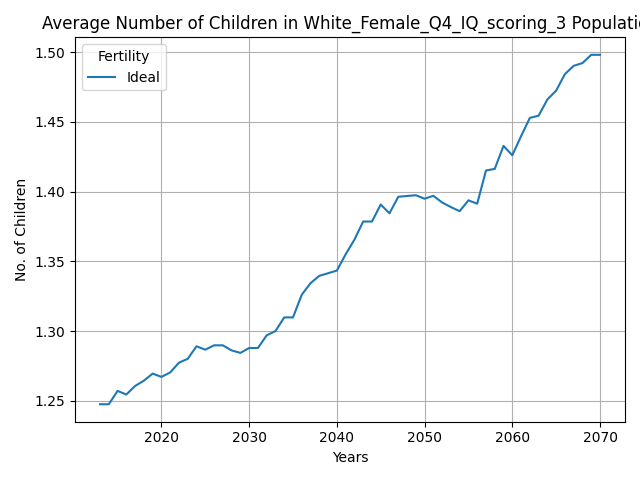 Average Number of Children in White_Female_Q4_IQ_scoring_3 Populatio
Fertility
Ideal
No. of Children
1.50
1.45
1.40
1.35
1.30
1.25
2020 2030 2040 2050 2060 2070
Years